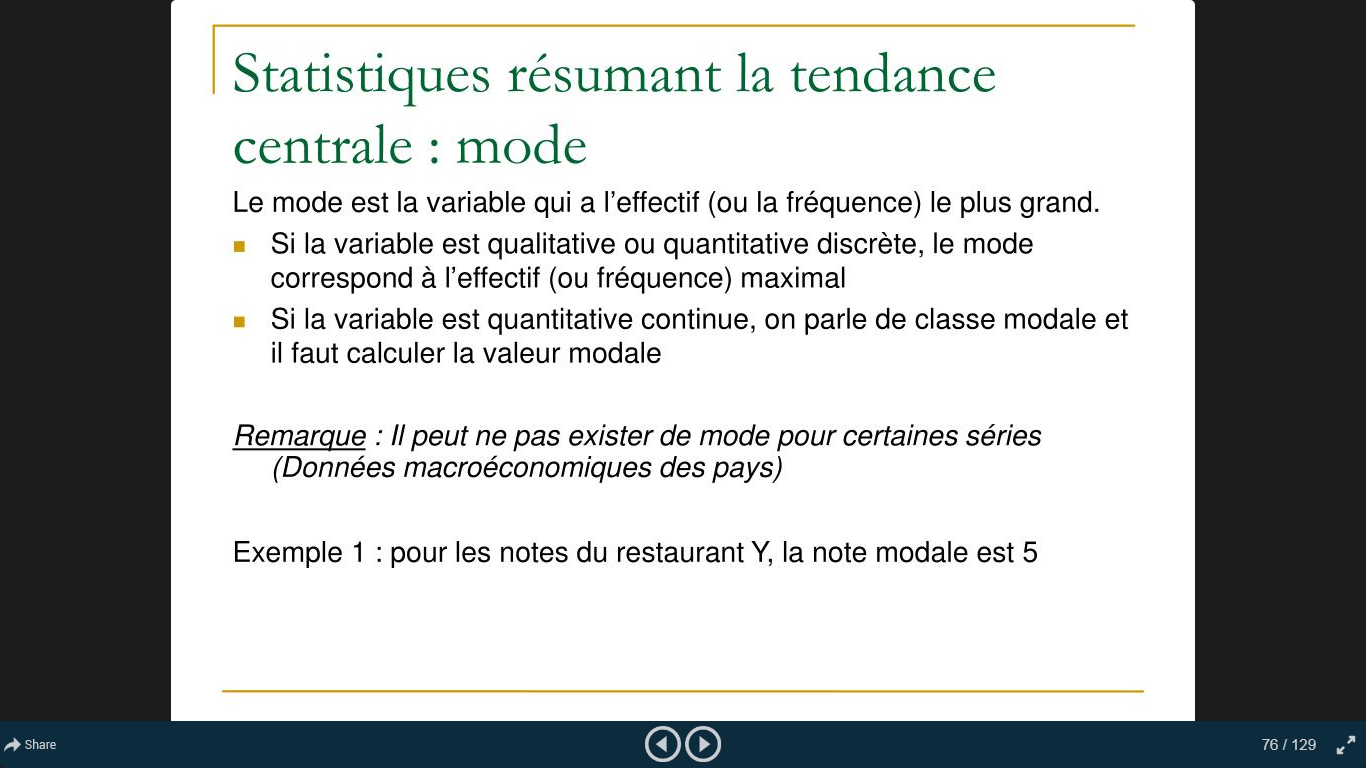 Statistiques résumant la tendance
centrale : mode
Le mode est la variable qui a l’effectif (ou la fréquence) le plus grand.
Si la variable est qualitative ou quantitative discrète, le mode
correspond à l’effectif (ou fréquence) maximal
Si la variable est quantitative continue, on parle de classe modale et
il faut calculer la valeur modale
Remarque : Il peut ne pas exister de mode pour certaines séries
(Données macroéconomiques des pays)
Exemple 1 : pour les notes du restaurant Y, la note modale est 5
Share
76 / 129